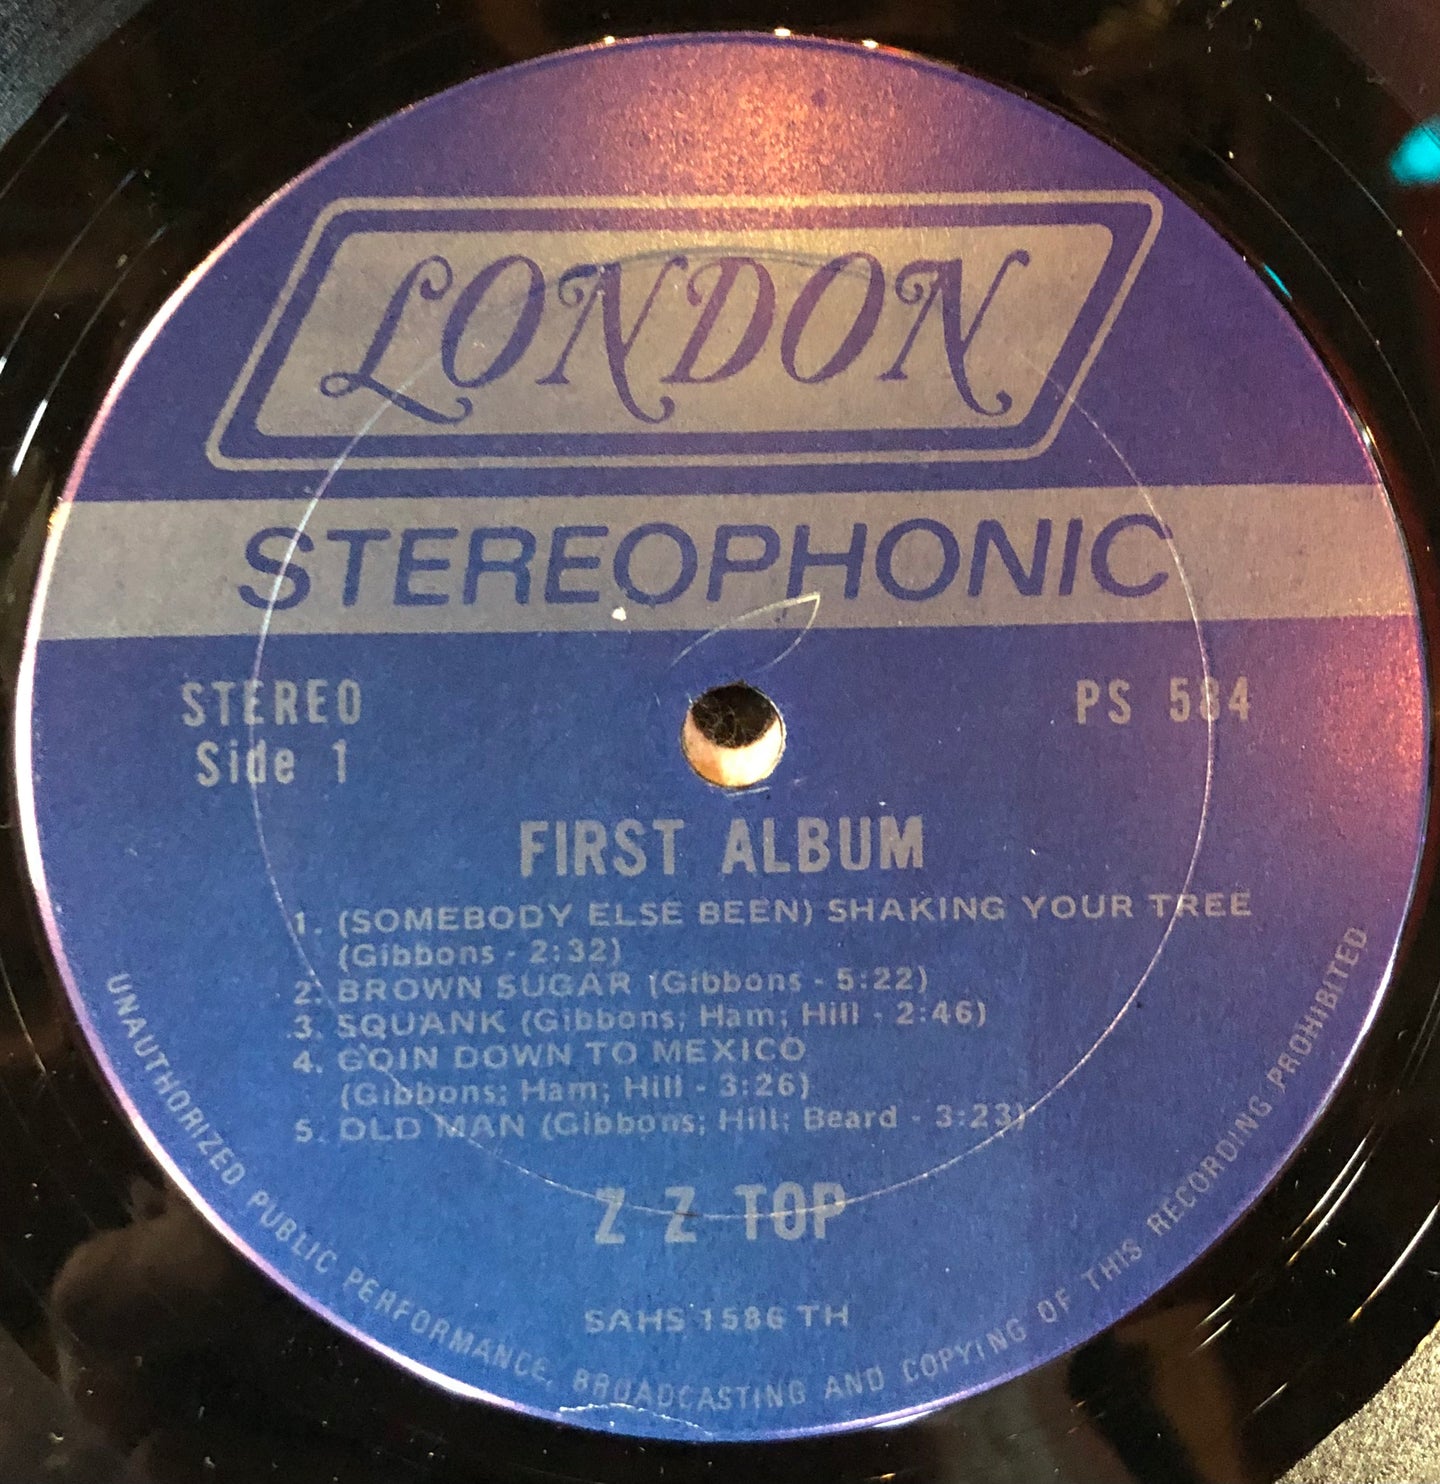 LONDON
STEREOPHONIC
STEREO
PS 584
Side 1
FIRST ALBUM
1. (SOMEBODY ELSE BEEN) SHAKING YOUR TREE
(Gibbons - 2:32)
2. BROWN SUGAR (Gibbons - 5:22)
3. SQUANK (Gibbons; Ham; Hill - 2:46)
4. GOIN DOWN TO MEXICO
(Gibbons; Ham; Hill - 3:26)
5. OLD MAN (Gibbons; Hill; Beard - 3:23)
Z Z TOP
SAHS 1586 TH
UNAUTHORIZED PUBLIC PERFORMANCE, BROADCASTING AND COPYING OF THIS RECORDING PROHIBITED